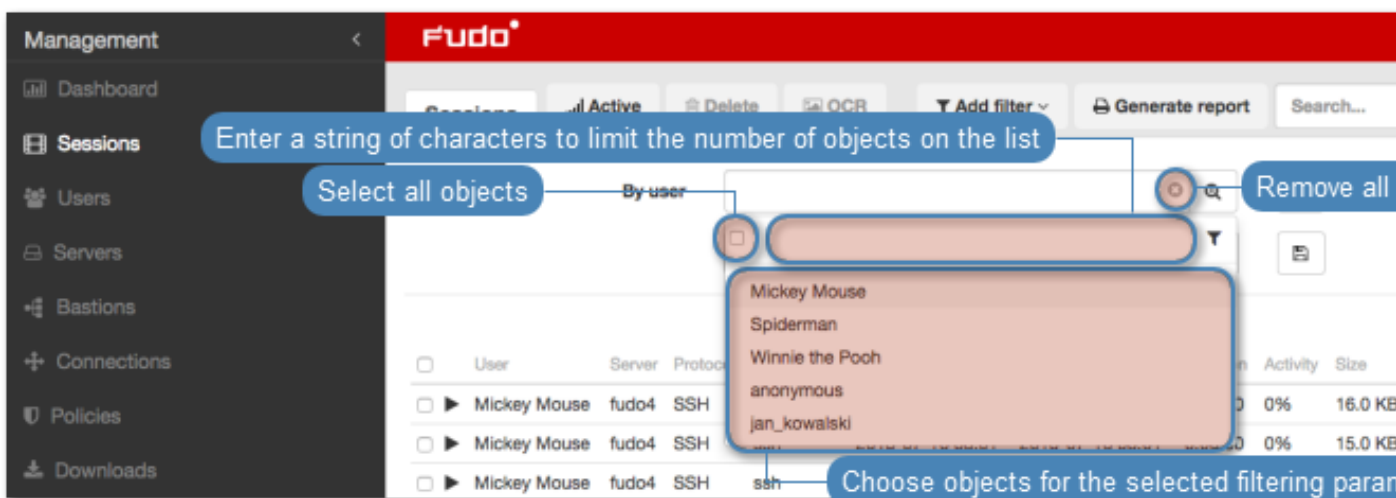 Management
Fudo
Dashboard
Active Delete OCR Add filter Generate report Search...
Sessions
Enter a string of characters to limit the number of objects on the list
Users
Select all objects
By user
Remove all
Servers
Bastions
Mickey Mouse
Spiderman
Connections
User Server Activity Size
Winnie the Pooh
anonymous
Policies
Mickey Mouse fudo4 SSH 0% 16.0 KB
jan_kowalski
Downloads
Mickey Mouse fudo4 SSH 0% 15.0 KB
Mickey Mouse fudo4 SSH ssh
Choose objects for the selected filtering